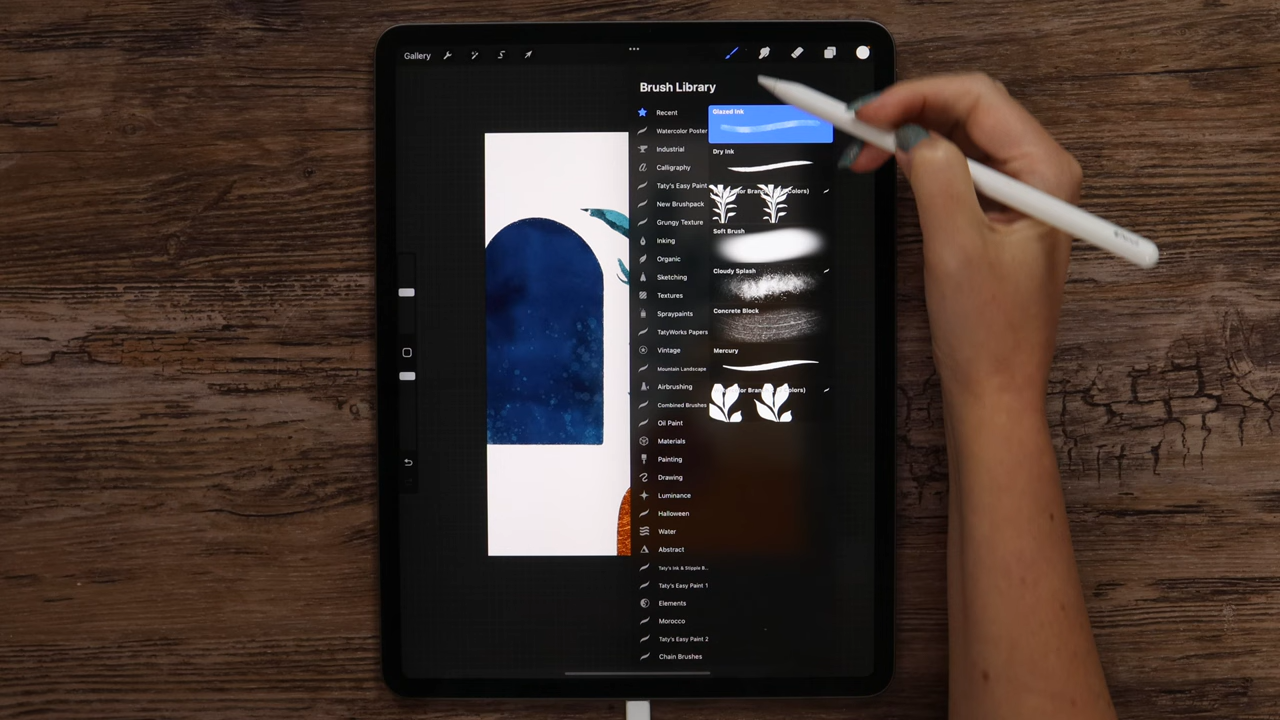 Gallery
Brush Library
Recent
Watercolor Poster
Industrial
Calligraphy
Taty's Easy Paint
New Brushpack
Grungy Texture
Inking
Organic
Sketching
Textures
Spraypaints
TatyWorks Papers
Vintage
Mountain Landscape
Airbrushing
Combined Brushes
Oil Paint
Materials
Painting
Drawing
Luminance
Halloween
Water
Abstract
Taty's Ink & Stipple B...
Taty's Easy Paint 1
Elements
Morocco
Taty's Easy Paint 2
Chain Brushes
Glazed Ink
Dry Ink
Soft Brush
Cloudy Splash
Concrete Block
Mercury